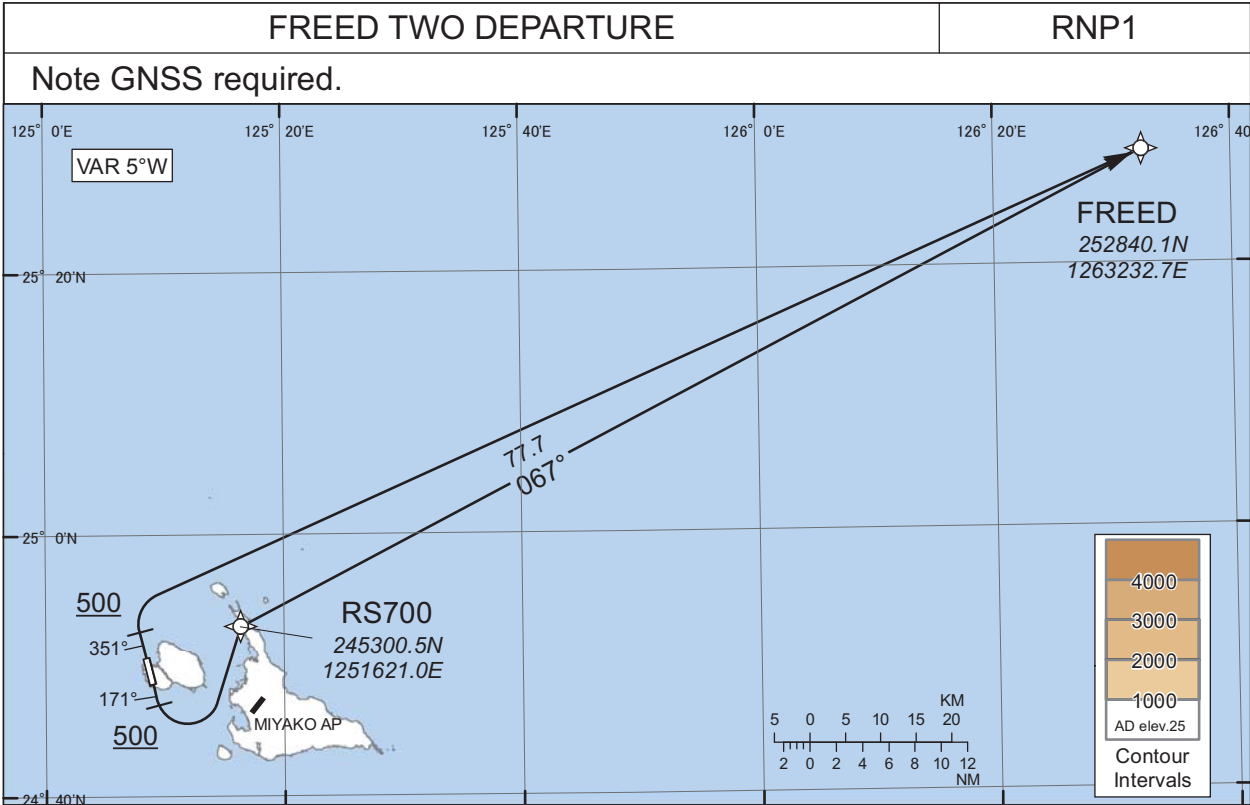 FREED TWO DEPARTURE
RNP1
Note GNSS required.
125° 0'E
125° 20'E
125° 40'E
126° 0'E
126° 20'E
126° 40
VAR 5°W
FREED
252840.1N
1263232.7E
25° 20'N
77.7
067°
25° 0'N
500
351°
RS700
245300.5N
1251621.0E
171°
500
MIYAKO AP
KM
5 0 5 10 15 20
2 0 2 4 6 8 10 12
NM
4000
3000
2000
1000
AD elev.25
Contour
Intervals
24° 40'N